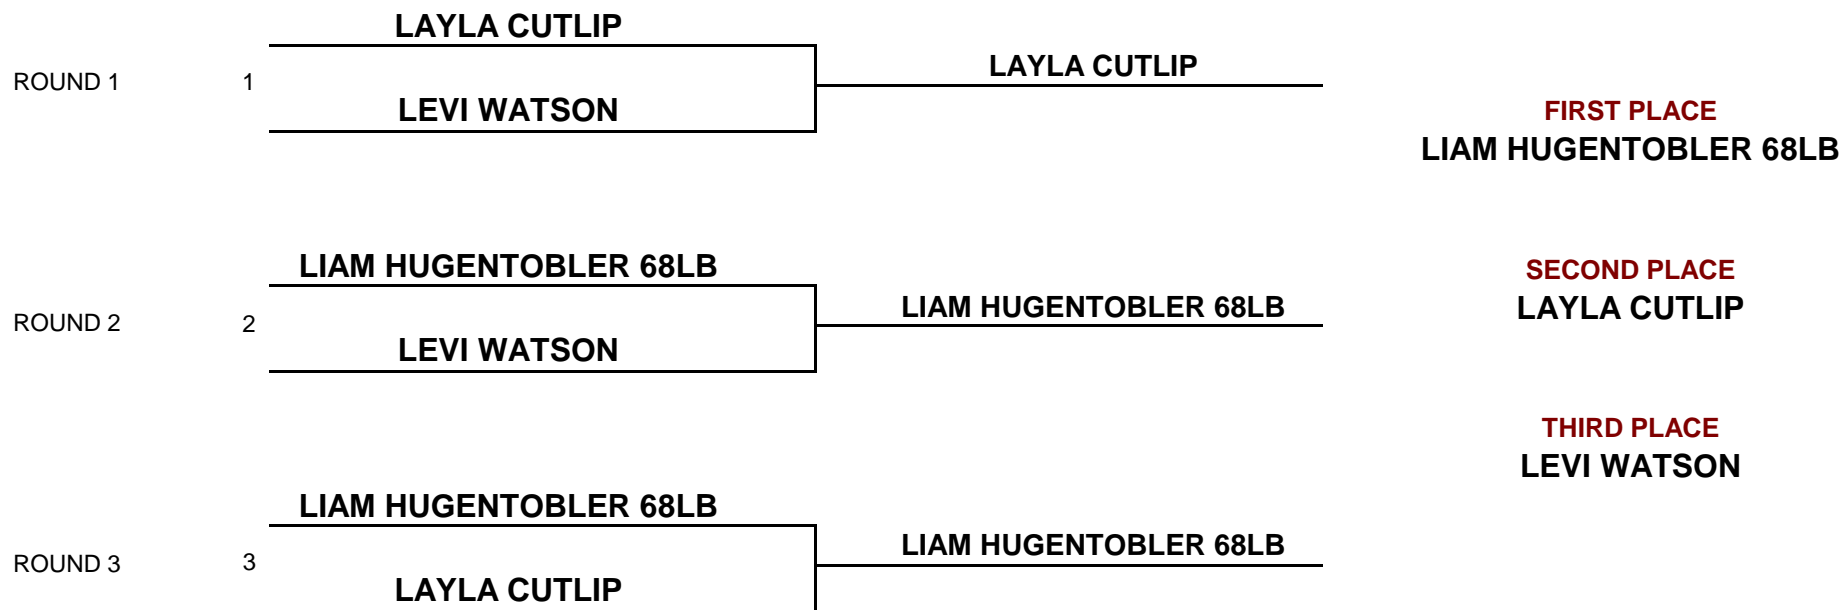 LAYLA CUTLIP
ROUND 1
1
LAYLA CUTLIP
LEVI WATSON
FIRST PLACE
LIAM HUGENTOBLER 68LB
LIAM HUGENTOBLER 68LB
SECOND PLACE
ROUND 2
2
LIAM HUGENTOBLER 68LB
LAYLA CUTLIP
LEVI WATSON
THIRD PLACE
LEVI WATSON
LIAM HUGENTOBLER 68LB
ROUND 3
3
LIAM HUGENTOBLER 68LB
LAYLA CUTLIP